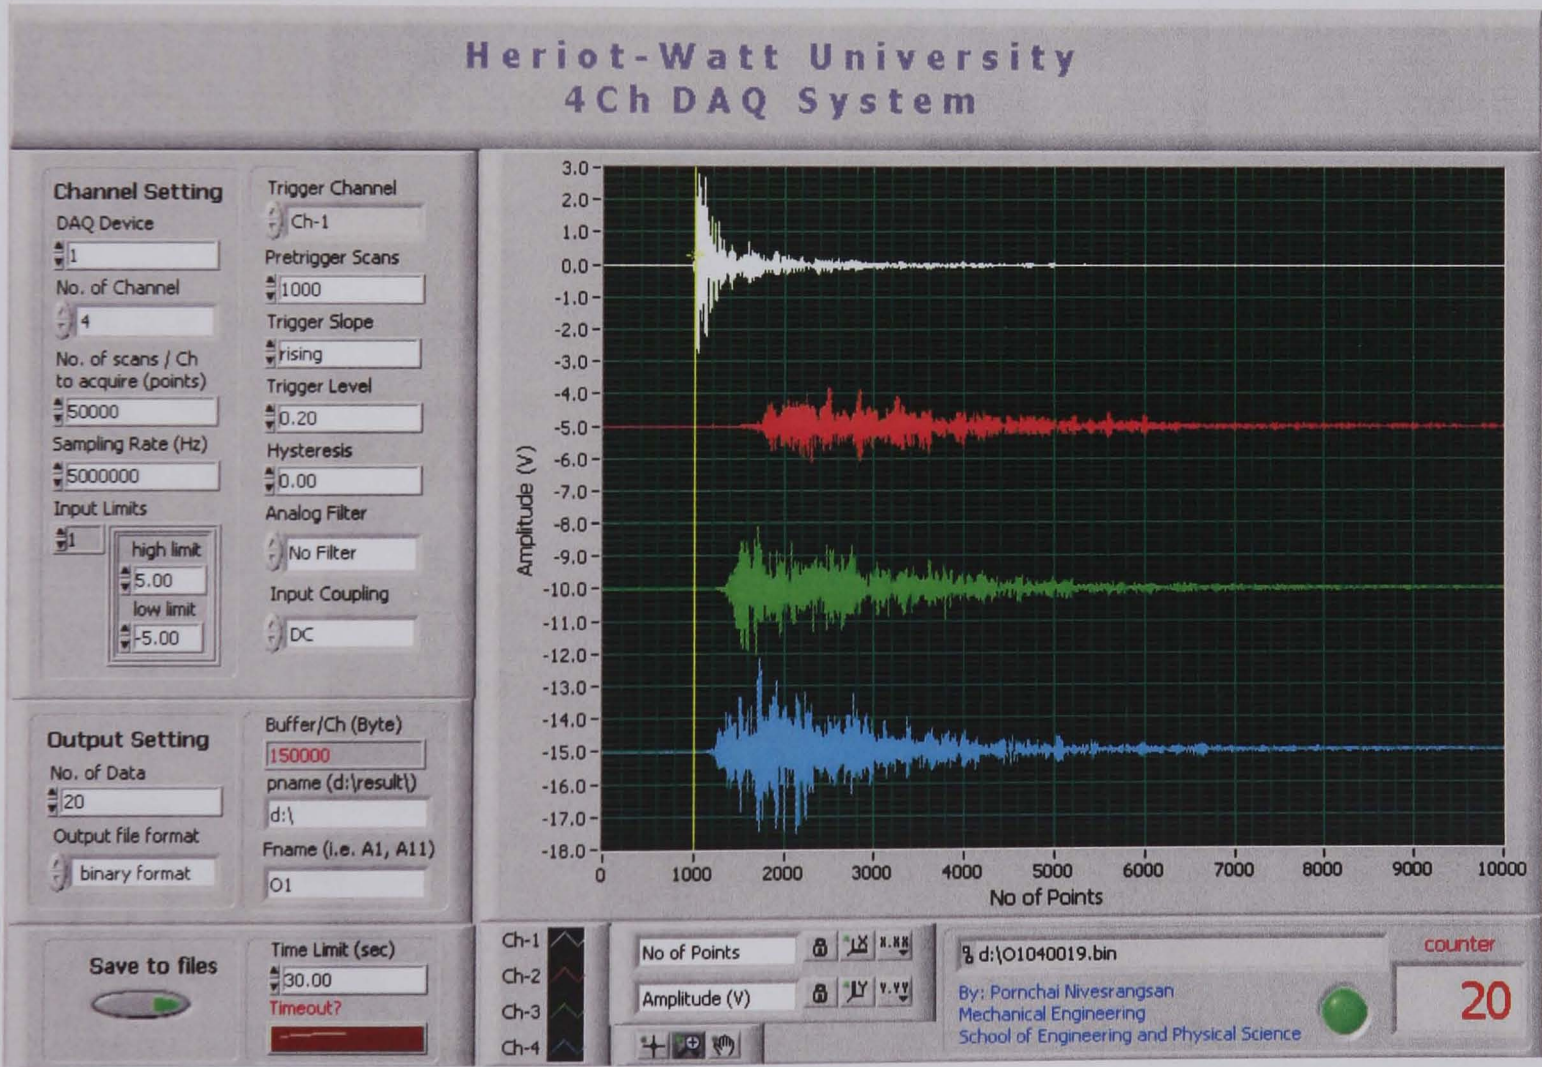 Heriot-Watt University
4Ch DAQ System
Channel Setting
DAQ Device
1
No. of Channel
4
No. of scans / Ch
to acquire (points)
50000
Sampling Rate (Hz)
5000000
Input Limits
1
high limit
5.00
low limit
-5.00
Trigger Channel
Ch-1
Pretrigger Scans
1000
Trigger Slope
rising
Trigger Level
0.20
Hysteresis
0.00
Analog Filter
No Filter
Input Coupling
DC
Output Setting
No. of Data
20
Output file format
binary format
Buffer/Ch (Byte)
150000
pname (d:\result\)
d:\
Fname (i.e. A1, A11)
O1
Save to files
Time Limit (sec)
30.00
Timeout?
Amplitude (V)
3.0
2.0
1.0
0.0
-1.0
-2.0
-3.0
-4.0
-5.0
-6.0
-7.0
-8.0
-9.0
-10.0
-11.0
-12.0
-13.0
-14.0
-15.0
-16.0
-17.0
-18.0
0 1000 2000 3000 4000 5000 6000 7000 8000 9000 10000
No of Points
Ch-1
Ch-2
Ch-3
Ch-4
No of Points
X.XX
Amplitude (V)
Y.YY
d:\O1040019.bin
By: Pornchai Nivesrangsan
Mechanical Engineering
School of Engineering and Physical Science
counter
20